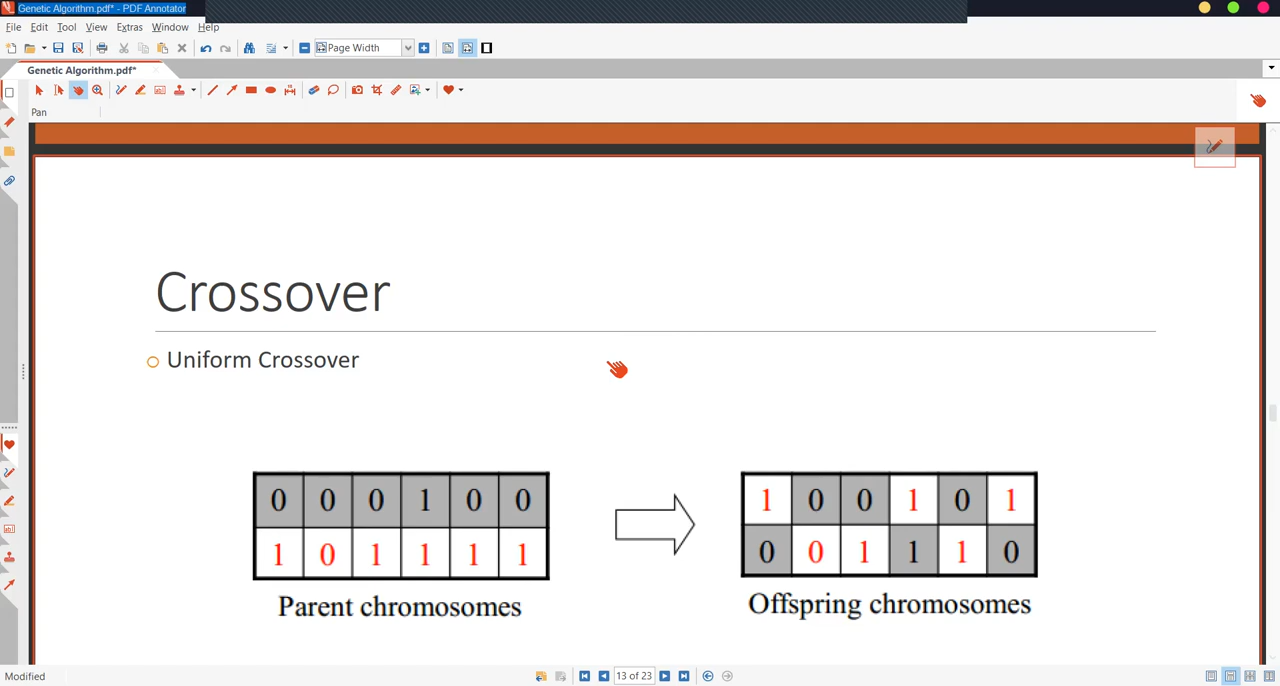 Genetic Algorithm.pdf* - PDF Annotator
File Edit Tool View Extras Window Help
Page Width
Genetic Algorithm.pdf*
Pan
Crossover
Uniform Crossover
0 0 0 1 0 0
1 0 1 1 1 1
Parent chromosomes
1 0 0 1 0 1
0 0 1 1 1 0
Offspring chromosomes
Modified
13 of 23